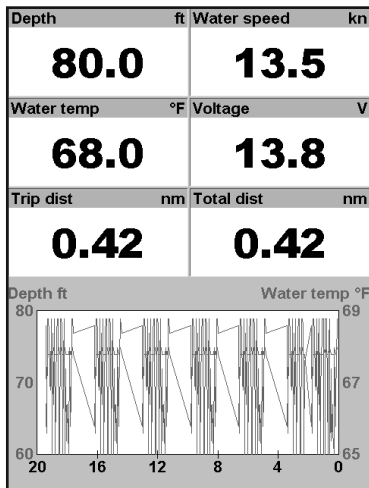 Depth ft Water speed kn
80.0 13.5
Water temp °F Voltage V
68.0 13.8
Trip dist nm Total dist nm
0.42 0.42
Depth ft Water temp °F
80 69
70 67
60 65
20 16 12 8 4 0